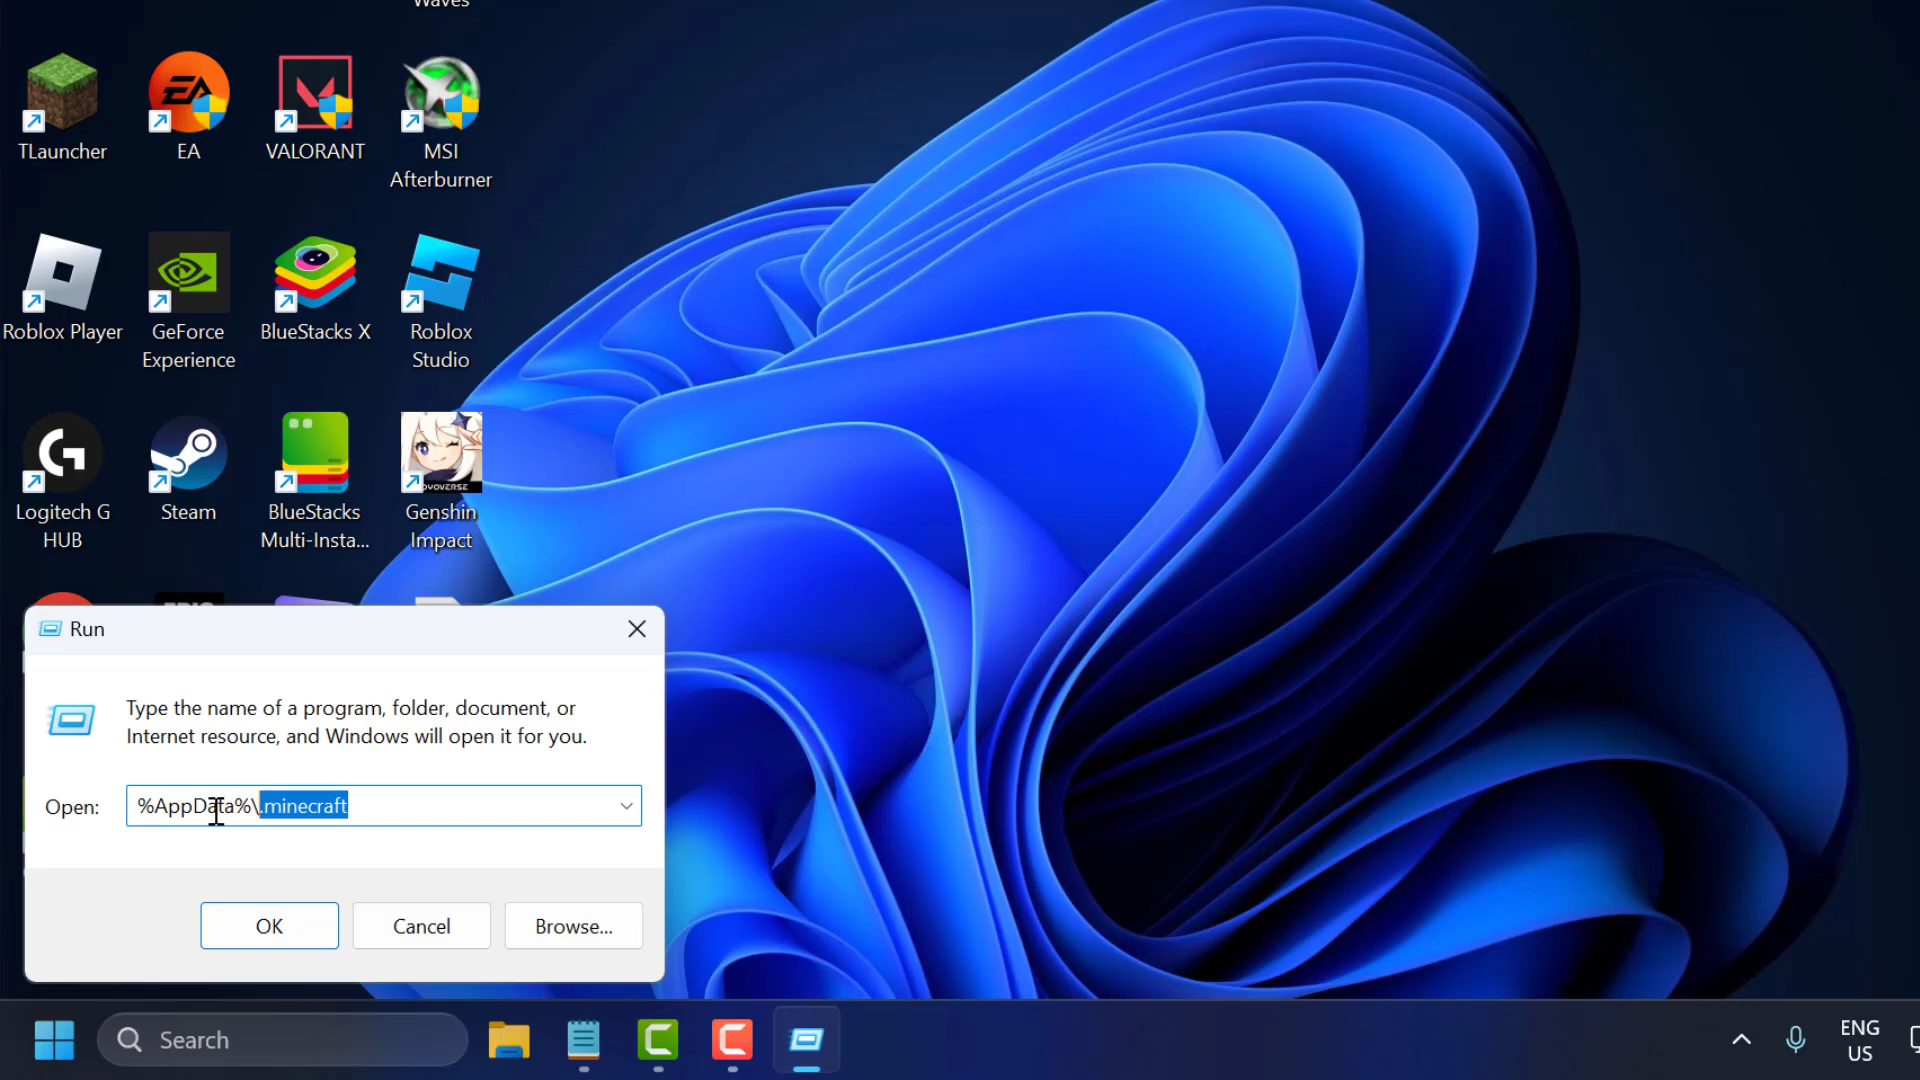 Waves
TLauncher
EA
VALORANT
MSI
Afterburner
Roblox Player
GeForce
Experience
BlueStacks X
Roblox
Studio
Logitech G
HUB
Steam
BlueStacks
Multi-Insta...
Genshin
Impact
Run
Type the name of a program, folder, document, or
Internet resource, and Windows will open it for you.
Open:
%AppData%\.minecraft
OK
Cancel
Browse...
Search
ENG
US